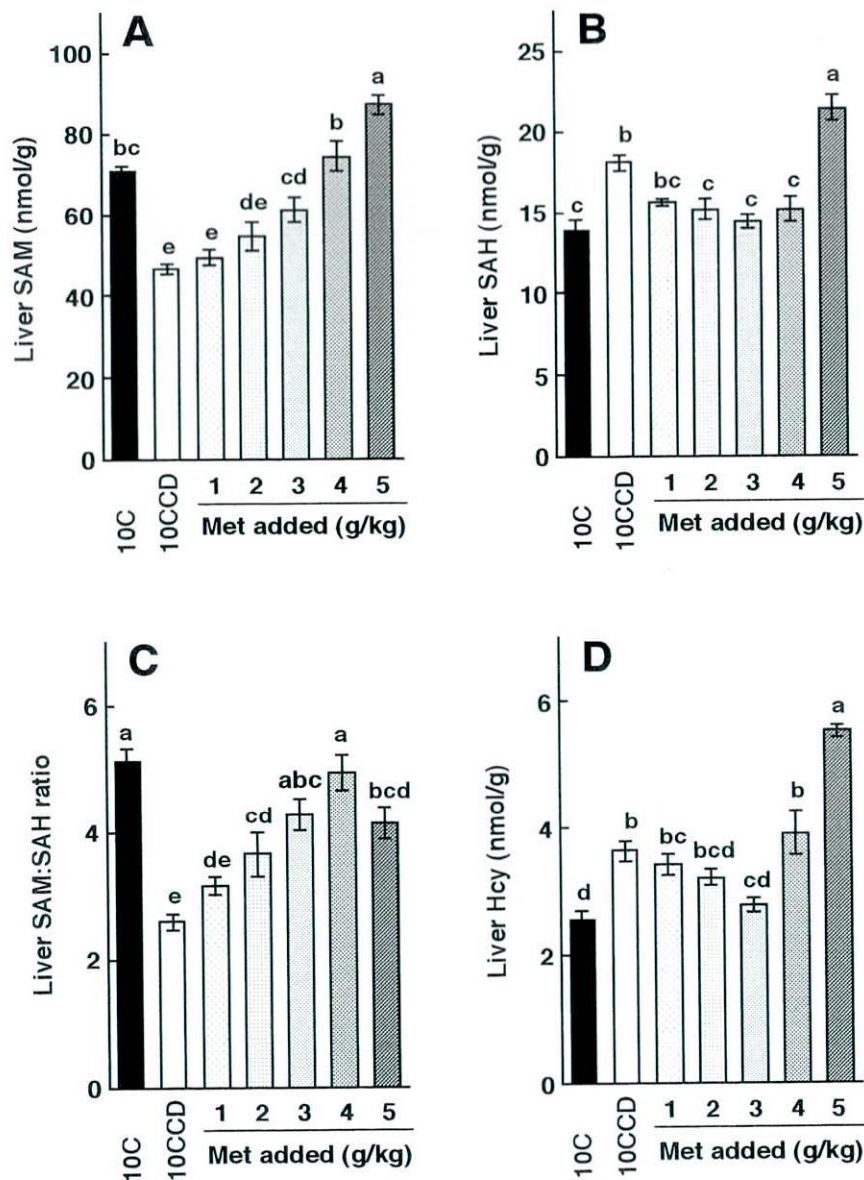 A
Liver SAM (nmol/g)
100
80
60
40
20
0
bc
e
e
de
cd
b
a
10C
10CCD
1 2 3 4 5
Met added (g/kg)
B
Liver SAH (nmol/g)
25
20
15
10
5
0
c
b
bc
c
c
c
a
10C
10CCD
1 2 3 4 5
Met added (g/kg)
C
Liver SAM:SAH ratio
6
4
2
0
a
e
de
cd
abc
a
bcd
10C
10CCD
1 2 3 4 5
Met added (g/kg)
D
Liver Hcy (nmol/g)
6
4
2
0
d
b
bc
bcd
cd
b
a
10C
10CCD
1 2 3 4 5
Met added (g/kg)